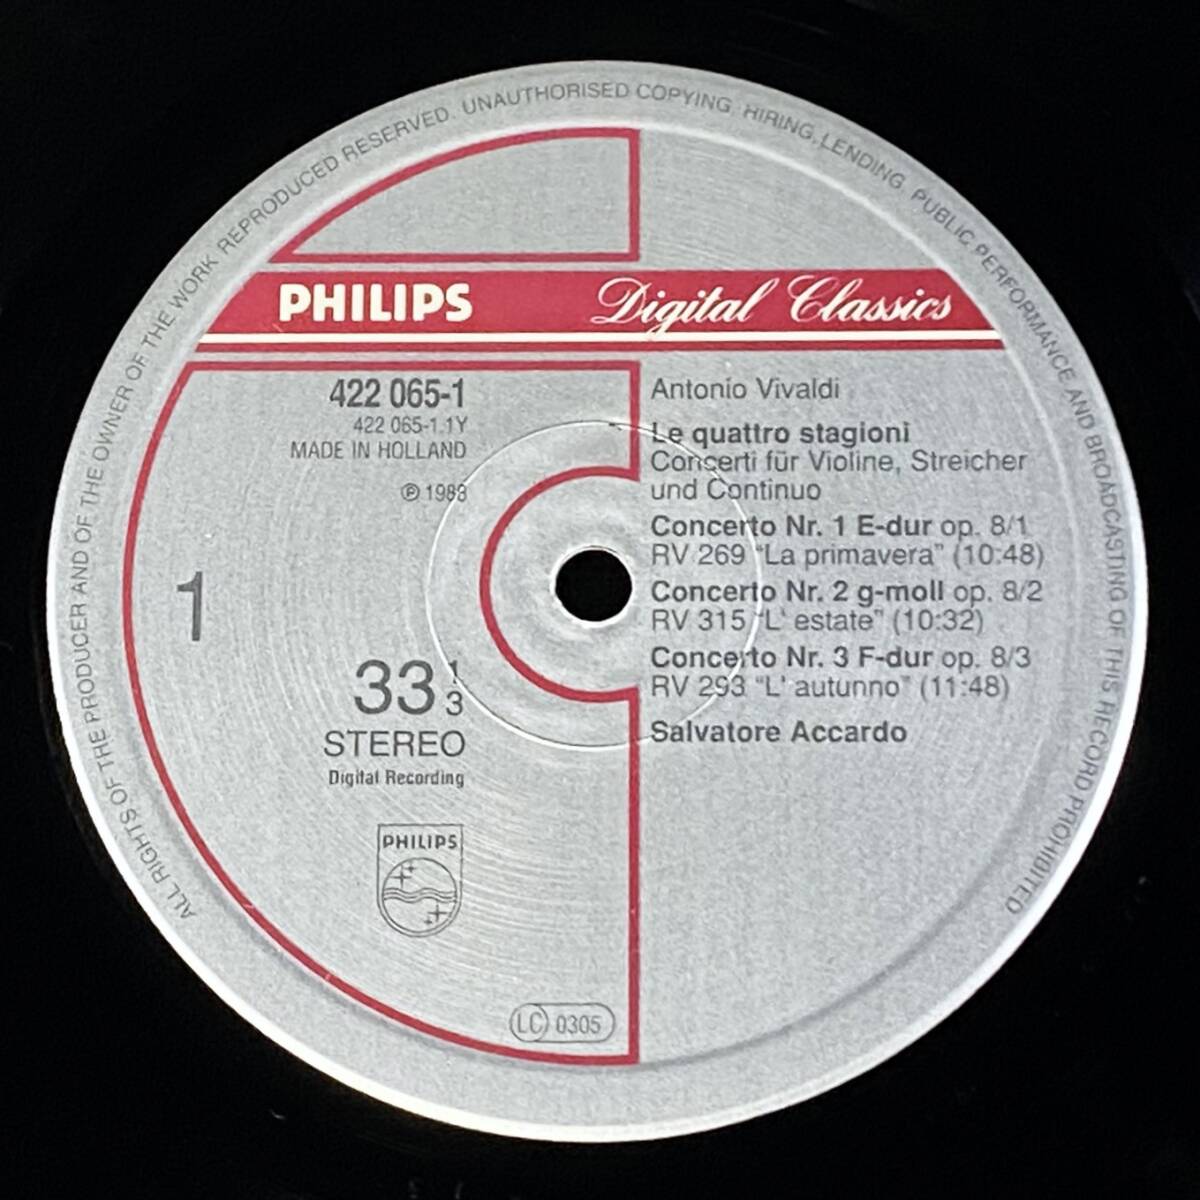 ALL RIGHTS OF THE PRODUCER AND OF THE OWNER OF THE WORK REPRODUCED RESERVED. UNAUTHORISED COPYING, HIRING, LENDING, PUBLIC PERFORMANCE AND BROADCASTING OF THIS RECORD PROHIBITED
PHILIPS
Digital Classics
422 065-1
422 065-1.1Y
MADE IN HOLLAND
℗ 1988
1
33 1/3
STEREO
Digital Recording
PHILIPS
LC 0305
Antonio Vivaldi
Le quattro stagioni
Concerti für Violine, Streicher
und Continuo
Concerto Nr. 1 E-dur op. 8/1
RV 269 "La primavera" (10:48)
Concerto Nr. 2 g-moll op. 8/2
RV 315 "L' estate" (10:32)
Concerto Nr. 3 F-dur op. 8/3
RV 293 "L' autunno" (11:48)
Salvatore Accardo